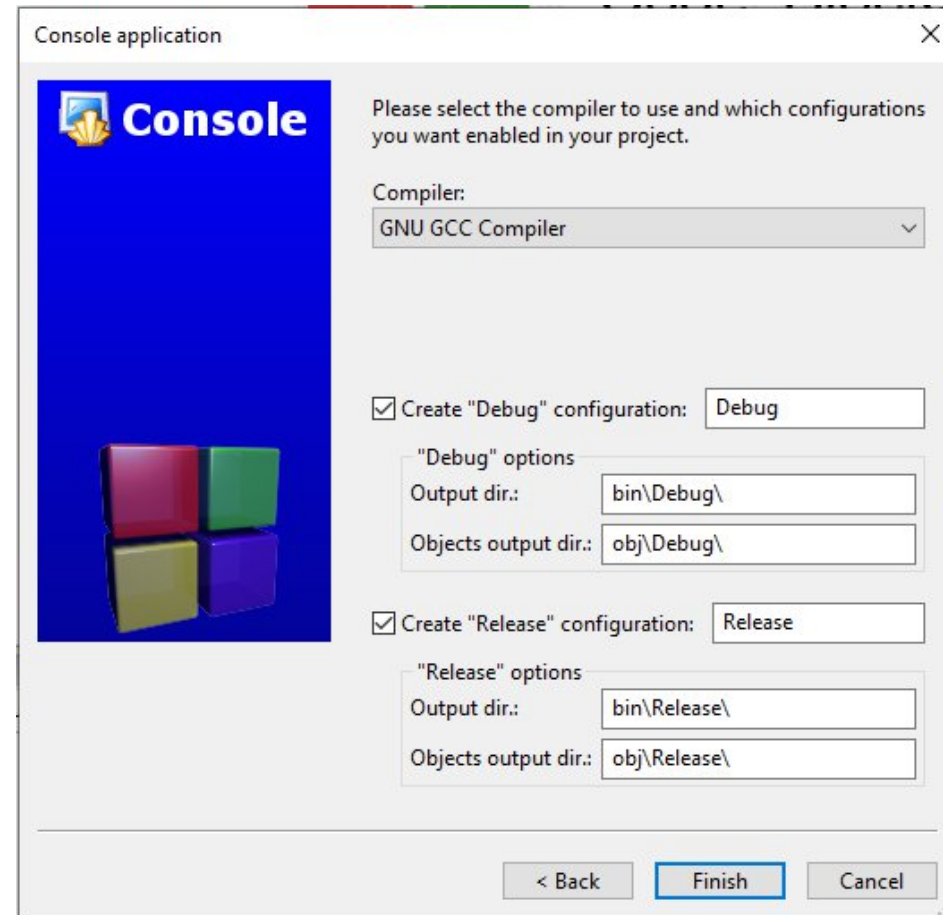 Console application
Console
Please select the compiler to use and which configurations
you want enabled in your project.
Compiler:
GNU GCC Compiler
Create "Debug" configuration: Debug
"Debug" options
Output dir.: bin\Debug\
Objects output dir.: obj\Debug\
Create "Release" configuration: Release
"Release" options
Output dir.: bin\Release\
Objects output dir.: obj\Release\
< Back Finish Cancel